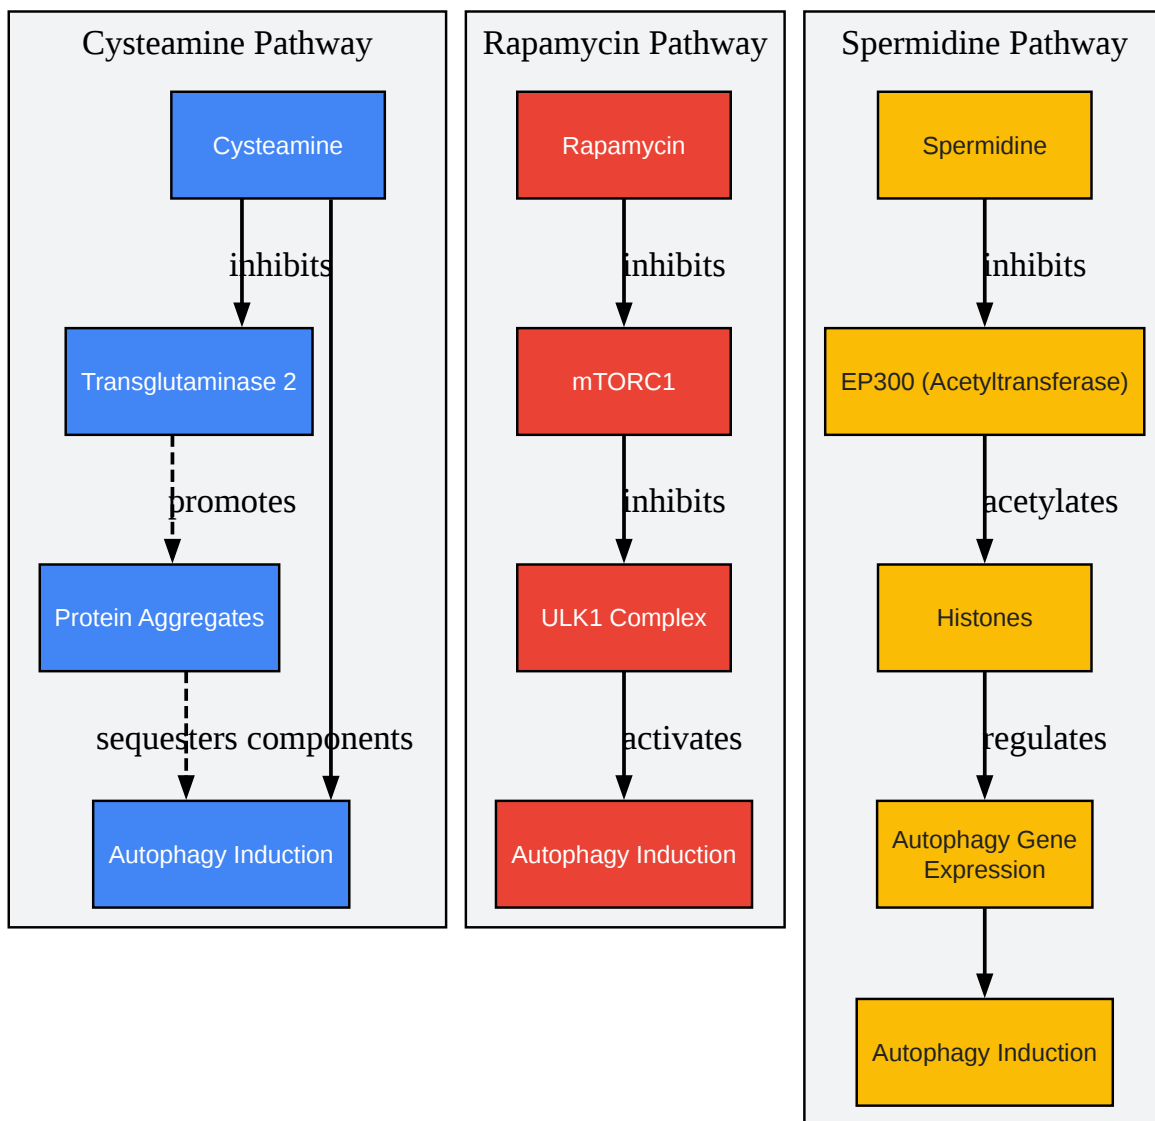 Cysteamine Pathway
Cysteamine
inhibits
Transglutaminase 2
promotes
Protein Aggregates
sequesters components
Autophagy Induction
Rapamycin Pathway
Rapamycin
inhibits
mTORC1
inhibits
ULK1 Complex
activates
Autophagy Induction
Spermidine Pathway
Spermidine
inhibits
EP300 (Acetyltransferase)
acetylates
Histones
regulates
Autophagy Gene
Expression
Autophagy Induction